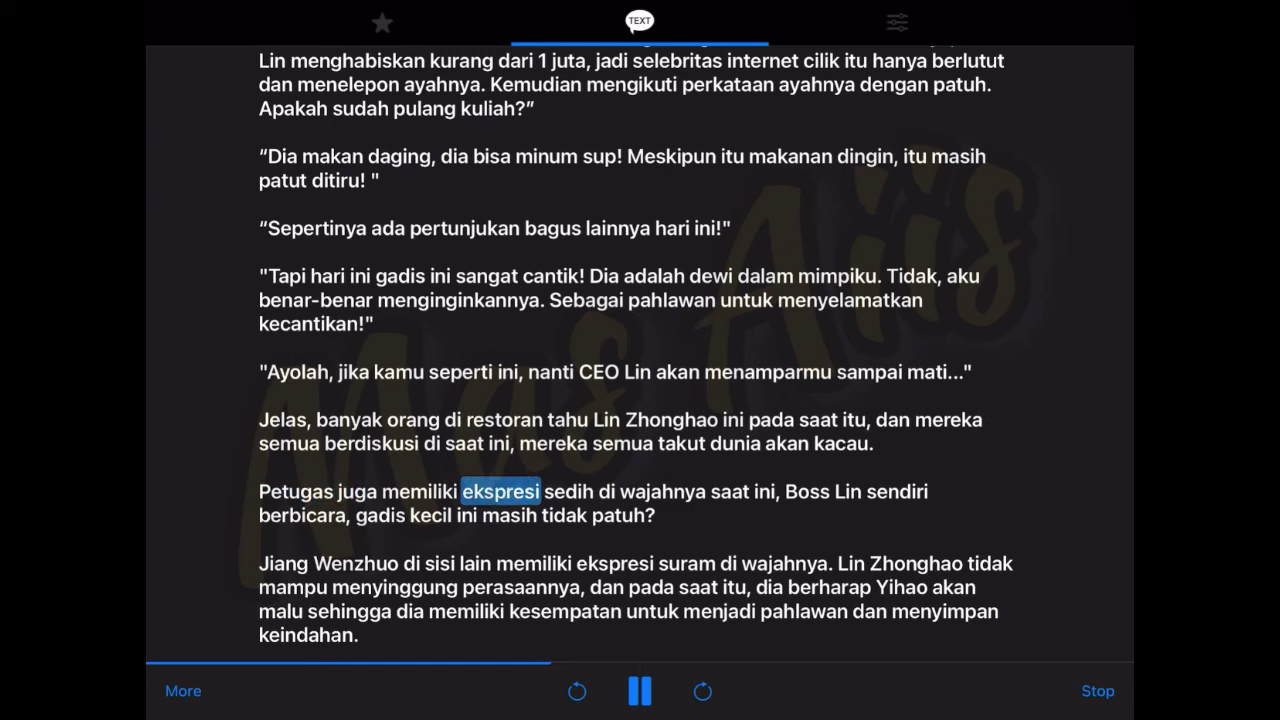 TEXT
Lin menghabiskan kurang dari 1 juta, jadi selebritas internet cilik itu hanya berlutut
dan menelepon ayahnya. Kemudian mengikuti perkataan ayahnya dengan patuh.
Apakah sudah pulang kuliah?”
“Dia makan daging, dia bisa minum sup! Meskipun itu makanan dingin, itu masih
patut ditiru! "
“Sepertinya ada pertunjukan bagus lainnya hari ini!"
"Tapi hari ini gadis ini sangat cantik! Dia adalah dewi dalam mimpiku. Tidak, aku
benar-benar menginginkannya. Sebagai pahlawan untuk menyelamatkan
kecantikan!"
"Ayolah, jika kamu seperti ini, nanti CEO Lin akan menamparmu sampai mati..."
Jelas, banyak orang di restoran tahu Lin Zhonghao ini pada saat itu, dan mereka
semua berdiskusi di saat ini, mereka semua takut dunia akan kacau.
Petugas juga memiliki ekspresi sedih di wajahnya saat ini, Boss Lin sendiri
berbicara, gadis kecil ini masih tidak patuh?
Jiang Wenzhuo di sisi lain memiliki ekspresi suram di wajahnya. Lin Zhonghao tidak
mampu menyinggung perasaannya, dan pada saat itu, dia berharap Yihao akan
malu sehingga dia memiliki kesempatan untuk menjadi pahlawan dan menyimpan
keindahan.
Mas Aiis
More
Stop